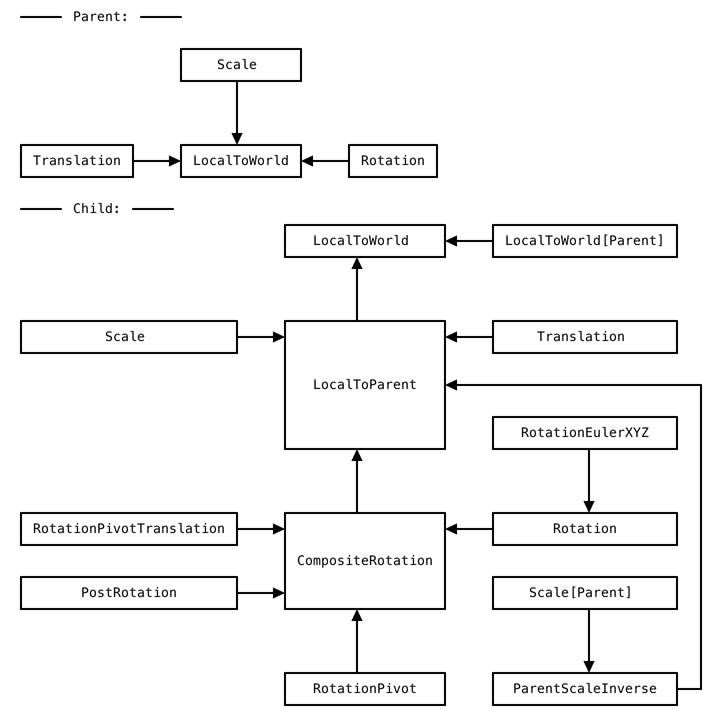 Parent:
Scale
Translation
LocalToWorld
Rotation
Child:
LocalToWorld
LocalToWorld[Parent]
Scale
Translation
LocalToParent
RotationEulerXYZ
RotationPivotTranslation
Rotation
CompositeRotation
PostRotation
Scale[Parent]
RotationPivot
ParentScaleInverse